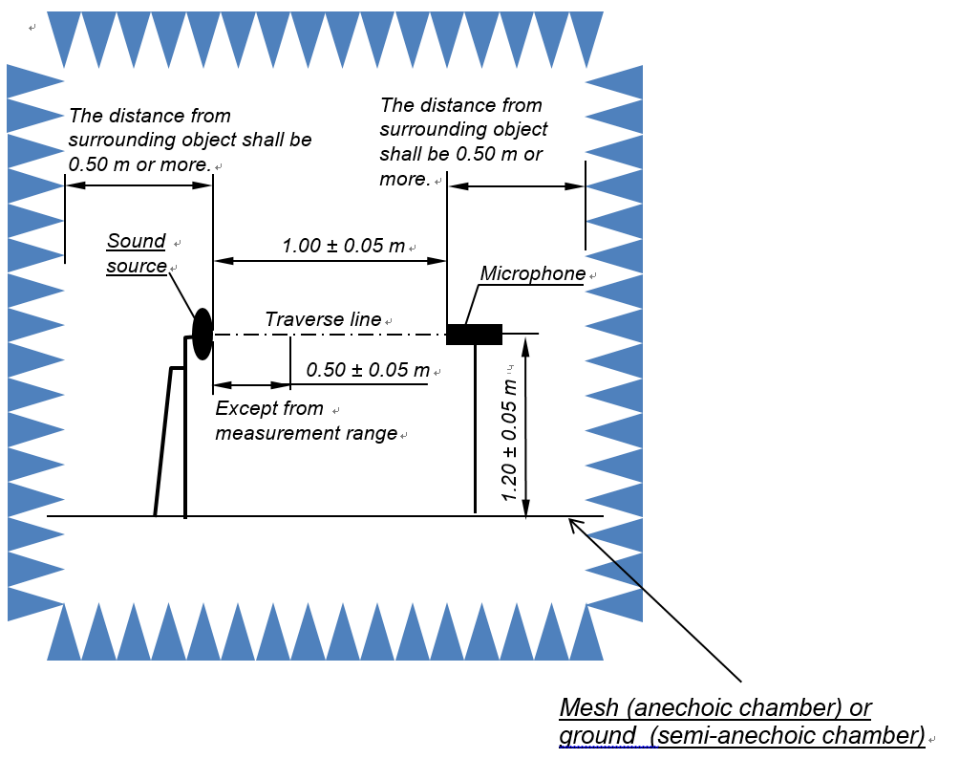 The distance from
surrounding object shall be
0.50 m or more.
The distance from
surrounding object
shall be 0.50 m or
more.
Sound
source
1.00 ± 0.05 m
Microphone
Traverse line
0.50 ± 0.05 m
Except from
measurement range
1.20 ± 0.05 m
Mesh (anechoic chamber) or
ground (semi-anechoic chamber)